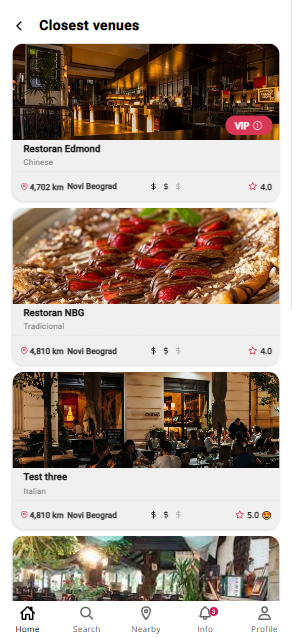 Closest venues
VIP
Restoran Edmond
Chinese
4,702 km Novi Beograd $ $ $ 4.0
Restoran NBG
Tradicional
4,810 km Novi Beograd $ $ $ 4.0
Test three
Italian
4,810 km Novi Beograd $ $ $ 5.0 😍
3
Home Search Nearby Info Profile